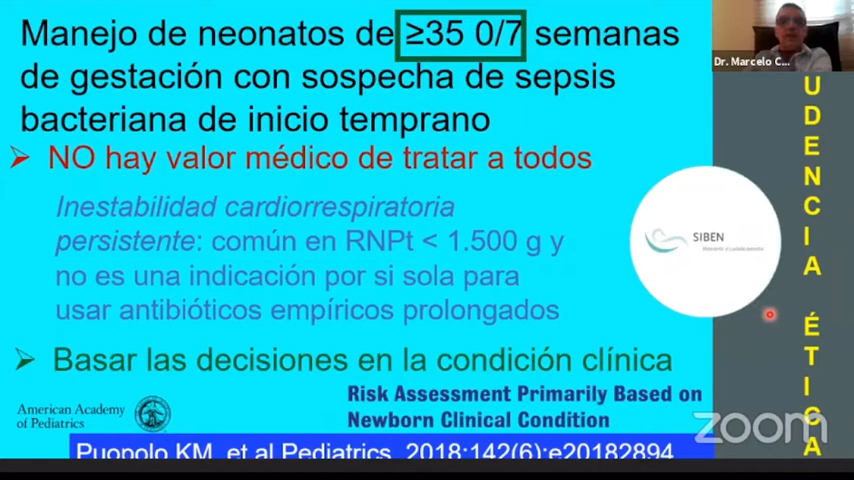 Manejo de neonatos de ≥35 0/7 semanas
de gestación con sospecha de sepsis
bacteriana de inicio temprano
NO hay valor médico de tratar a todos
Inestabilidad cardiorrespiratoria
persistente: común en RNPt < 1.500 g y
no es una indicación por si sola para
usar antibióticos empíricos prolongados
Basar las decisiones en la condición clínica
American Academy
of Pediatrics
Risk Assessment Primarily Based on
Newborn Clinical Condition
Puopolo KM, et al Pediatrics. 2018;142(6):e20182894
Dr. Marcelo C...
UDENCIA ÉTICA
SIBEN
zoom